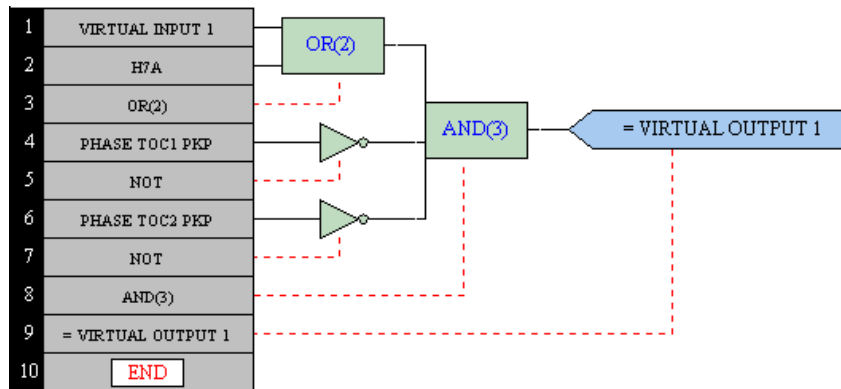 1 VIRTUAL INPUT 1
2 H7A
3 OR(2)
4 PHASE TOC1 PKP
5 NOT
6 PHASE TOC2 PKP
7 NOT
8 AND(3)
9 = VIRTUAL OUTPUT 1
10 END
OR(2)
AND(3)
= VIRTUAL OUTPUT 1